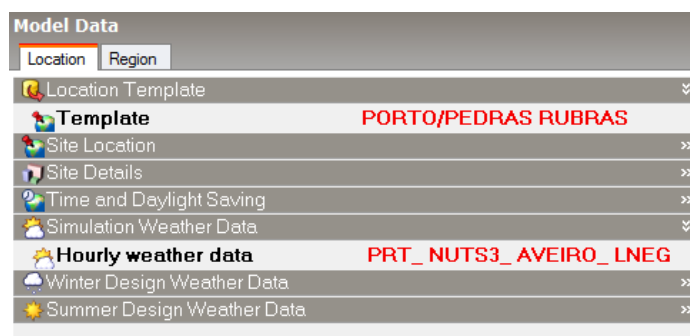 Model Data
Location Region
Location Template
Template PORTO/PEDRAS RUBRAS
Site Location
Site Details
Time and Daylight Saving
Simulation Weather Data
Hourly weather data PRT_ NUTS3_ AVEIRO_ LNEG
Winter Design Weather Data
Summer Design Weather Data